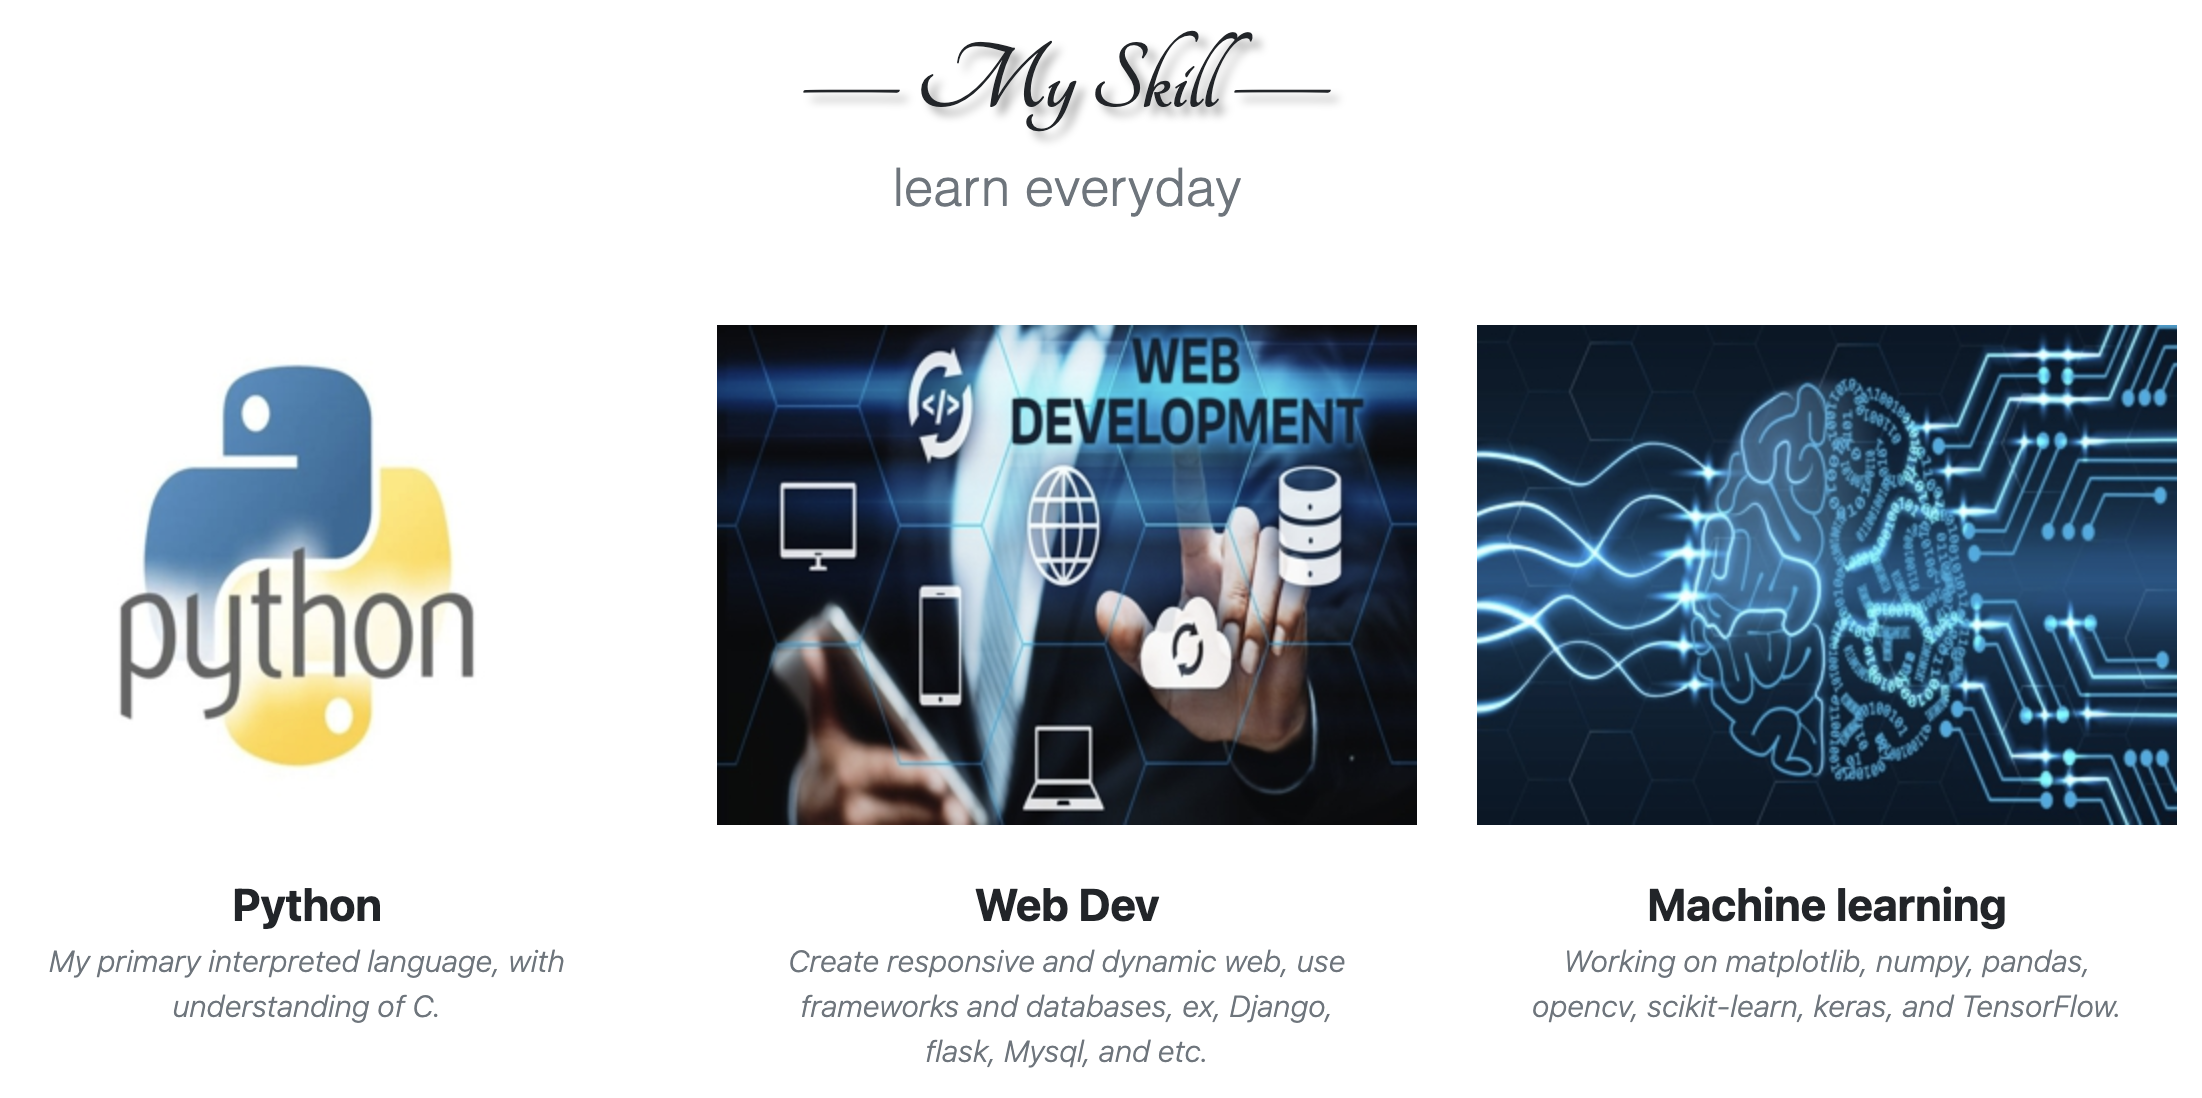 My Skill
learn everyday
python
WEB
DEVELOPMENT
</>
Python
My primary interpreted language, with
understanding of C.
Web Dev
Create responsive and dynamic web, use
frameworks and databases, ex, Django,
flask, Mysql, and etc.
Machine learning
Working on matplotlib, numpy, pandas,
opencv, scikit-learn, keras, and TensorFlow.